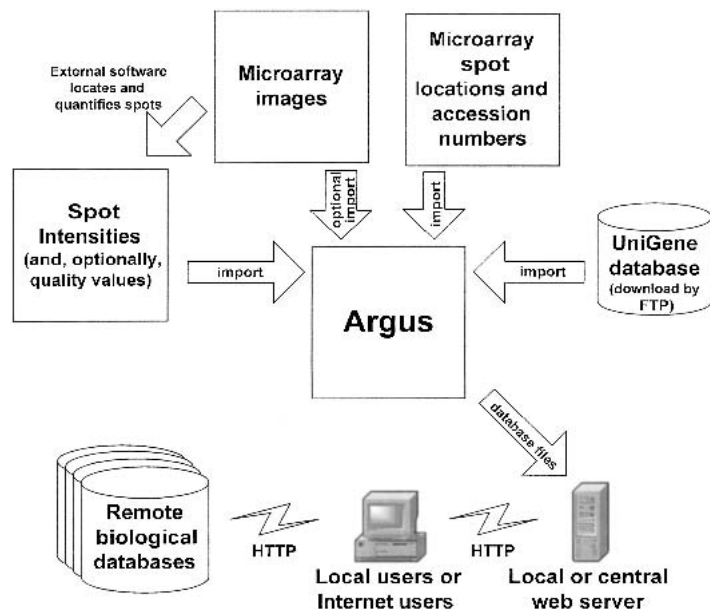 External software
locates and
quantifies spots
Microarray
images
Microarray
spot
locations and
accession
numbers
optional
import
import
Spot
Intensities
(and, optionally,
quality values)
import
Argus
import
UniGene
database
(download by
FTP)
database files
Remote
biological
databases
HTTP
Local users or
Internet users
HTTP
Local or central
web server